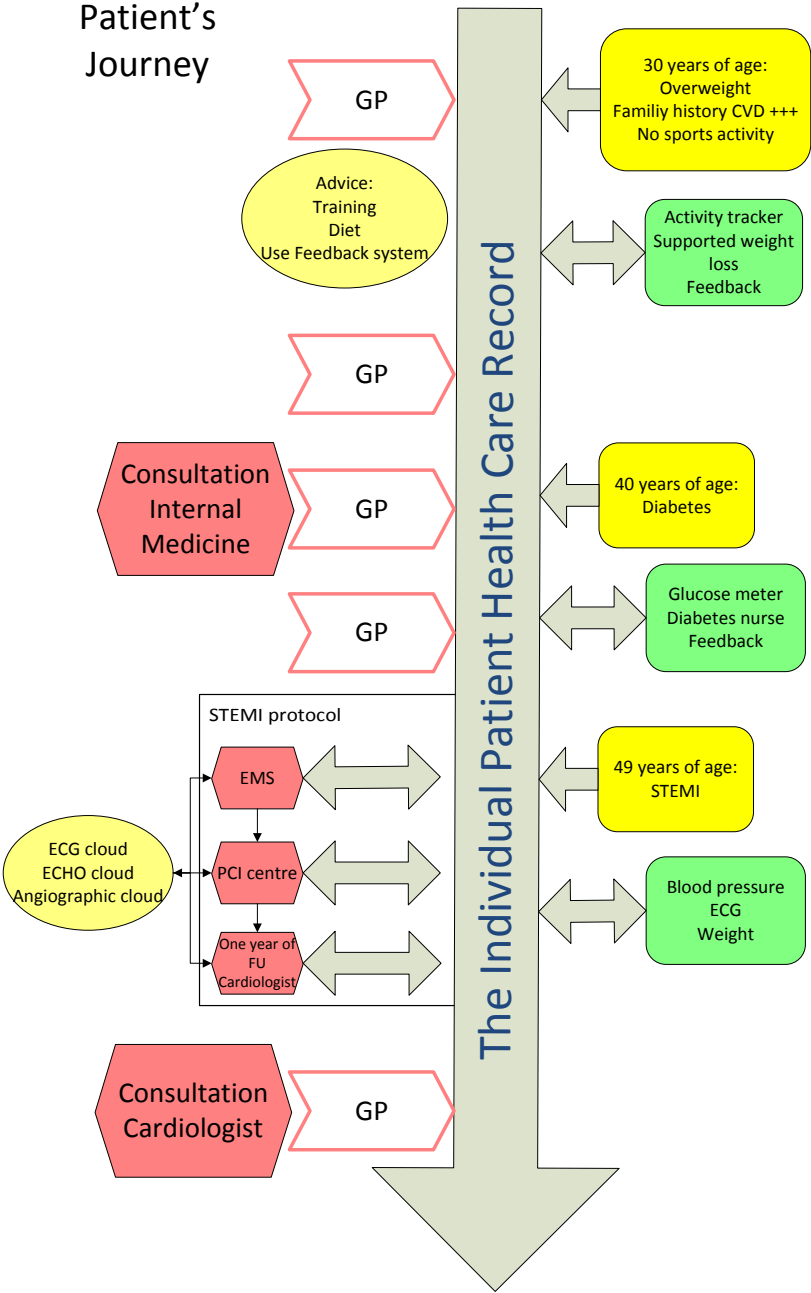 Patient's
Journey
GP
30 years of age:
Overweight
Familiy history CVD +++
No sports activity
Advice:
Training
Diet
Use Feedback system
Activity tracker
Supported weight
loss
Feedback
The Individual Patient Health Care Record
GP
Consultation
Internal
Medicine
GP
40 years of age:
Diabetes
GP
Glucose meter
Diabetes nurse
Feedback
STEMI protocol
EMS
49 years of age:
STEMI
ECG cloud
ECHO cloud
Angiographic cloud
PCI centre
Blood pressure
ECG
Weight
One year of
FU
Cardiologist
Consultation
Cardiologist
GP